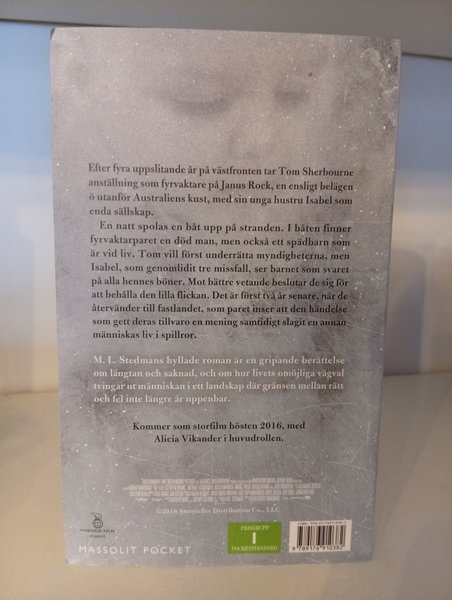 Efter fyra uppslitande år på västfronten tar Tom Sherbourne
anställning som fyrvaktare på Janus Rock, en ensligt belägen
ö utanför Australiens kust, med sin unga hustru Isabel som
enda sällskap.
En natt spolas en båt upp på stranden. I båten finner
fyrvaktarparet en död man, men också ett spädbarn som
är vid liv. Tom vill först underrätta myndigheterna, men
Isabel, som genomlidit tre missfall, ser barnet som svaret
på alla hennes böner. Mot bättre vetande beslutar de sig för
att behålla den lilla flickan. Det är först två år senare, när de
återvänder till fastlandet, som paret inser att den händelse
som gett deras tillvaro en mening samtidigt slagit en annan
människas liv i spillror.
M. L. Stedmans hyllade roman är en gripande berättelse
om längtan och saknad, och om hur livets omöjliga vägval
tvingar ut människan i ett landskap där gränsen mellan rätt
och fel inte längre är uppenbar.
Kommer som storfilm hösten 2016, med
Alicia Vikander i huvudrollen.
©2016 Storyteller Distribution Co., LLC
NORDISK FILM
PRISGRUPP
1
POCKETSTANDARD
MASSOLIT POCKET
9 789176 910382